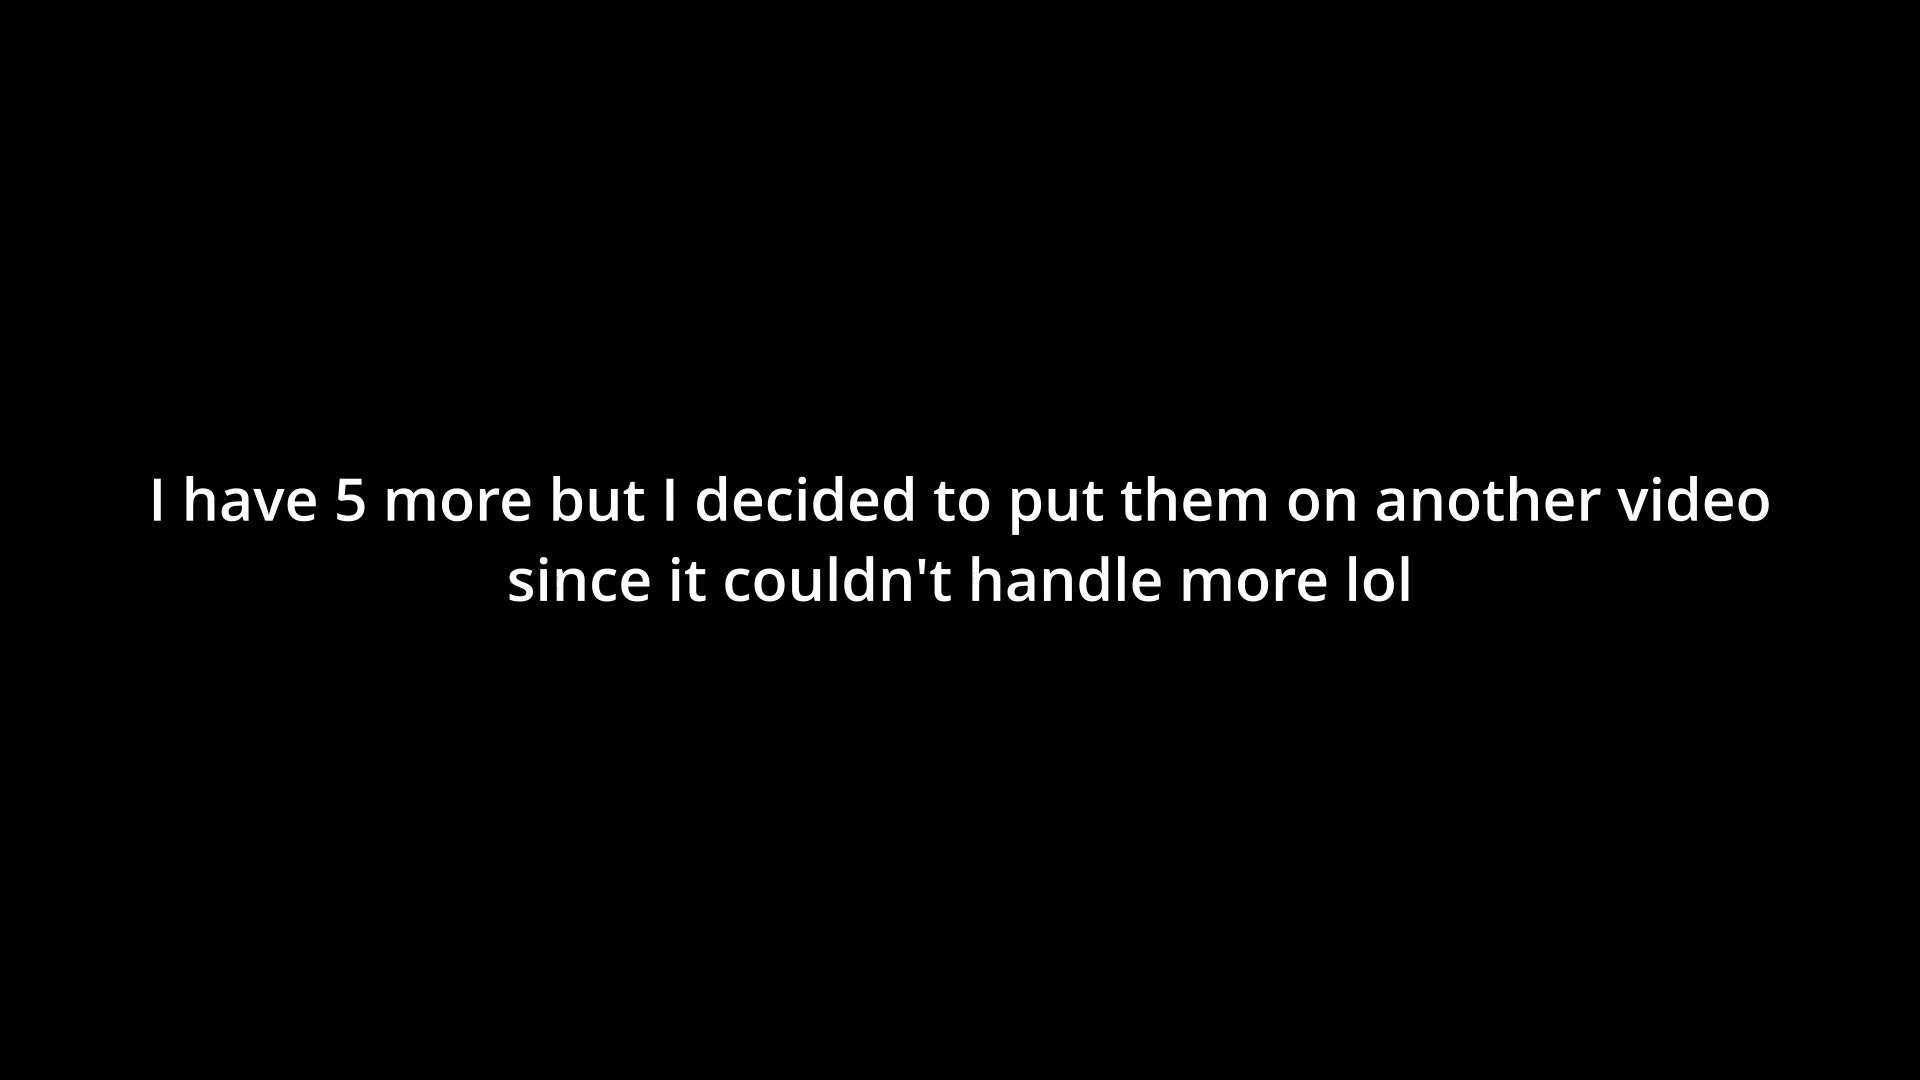 I have 5 more but I decided to put them on another video
since it couldn't handle more lol